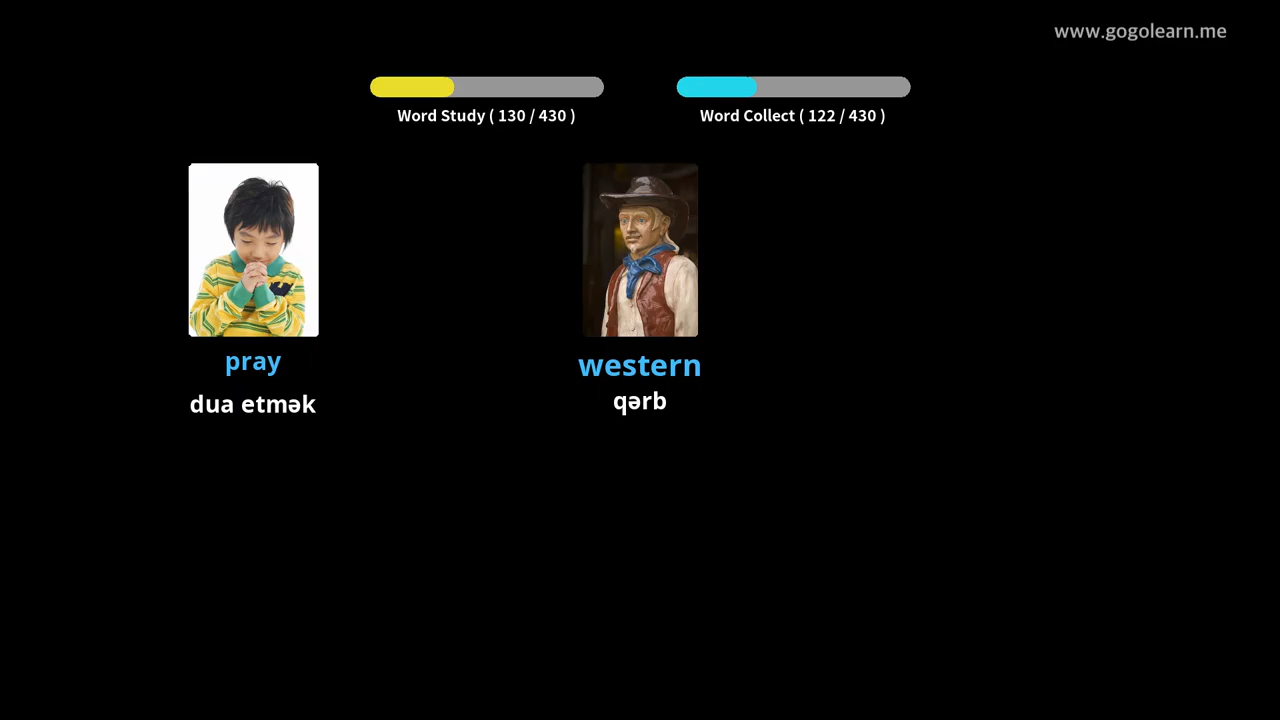 www.gogolearn.me
Word Study ( 130 / 430 )
Word Collect ( 122 / 430 )
pray
dua etmək
western
qərb